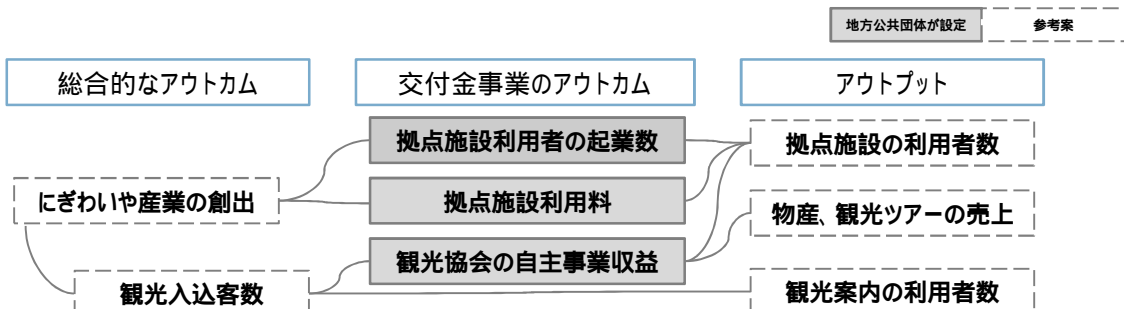 地方公共団体が設定
参考案
総合的なアウトカム
交付金事業のアウトカム
アウトプット
拠点施設利用者の起業数
拠点施設の利用者数
にぎわいや産業の創出
拠点施設利用料
物産、観光ツアーの売上
観光協会の自主事業収益
観光入込客数
観光案内の利用者数